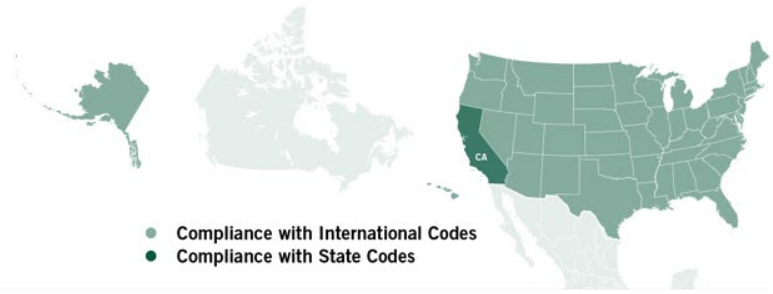 CA
Compliance with International Codes
Compliance with State Codes